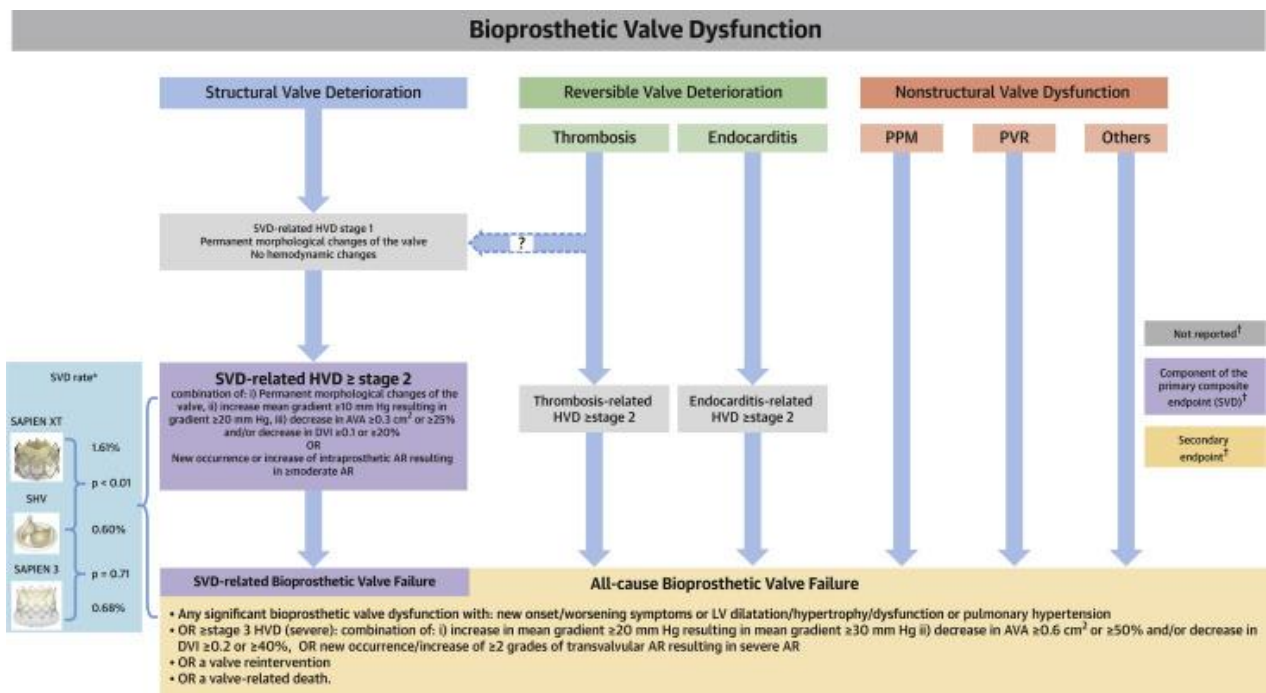 Bioprosthetic Valve Dysfunction
Structural Valve Deterioration
Reversible Valve Deterioration
Nonstructural Valve Dysfunction
Thrombosis
Endocarditis
PPM
PVR
Others
SVD-related HVD stage 1
Permanent morphological changes of the valve
No hemodynamic changes
?
Not reported†
Component of
the primary composite
endpoint (SVD)†
Secondary
endpoint†
SVD rate*
SAPIEN XT
1.61%
p < 0.01
SHV
0.60%
p = 0.71
SAPIEN 3
0.68%
SVD-related HVD ≥ stage 2
combination of: i) Permanent morphological changes of the
valve, ii) increase mean gradient ≥10 mm Hg resulting in
gradient ≥20 mm Hg, iii) decrease in AVA ≥0.3 cm² or ≥25%
and/or decrease in DVI ≥0.1 or ≥20%
OR
New occurrence or increase of intraprosthetic AR resulting
in ≥moderate AR
Thrombosis-related
HVD ≥stage 2
Endocarditis-related
HVD ≥stage 2
SVD-related Bioprosthetic Valve Failure
All-cause Bioprosthetic Valve Failure
• Any significant bioprosthetic valve dysfunction with: new onset/worsening symptoms or LV dilatation/hypertrophy/dysfunction or pulmonary hypertension
• OR ≥stage 3 HVD (severe): combination of: i) increase in mean gradient ≥20 mm Hg resulting in mean gradient ≥30 mm Hg ii) decrease in AVA ≥0.6 cm² or ≥50% and/or decrease in
DVI ≥0.2 or ≥40%, OR new occurrence/increase of ≥2 grades of transvalvular AR resulting in severe AR
• OR a valve reintervention
• OR a valve-related death.